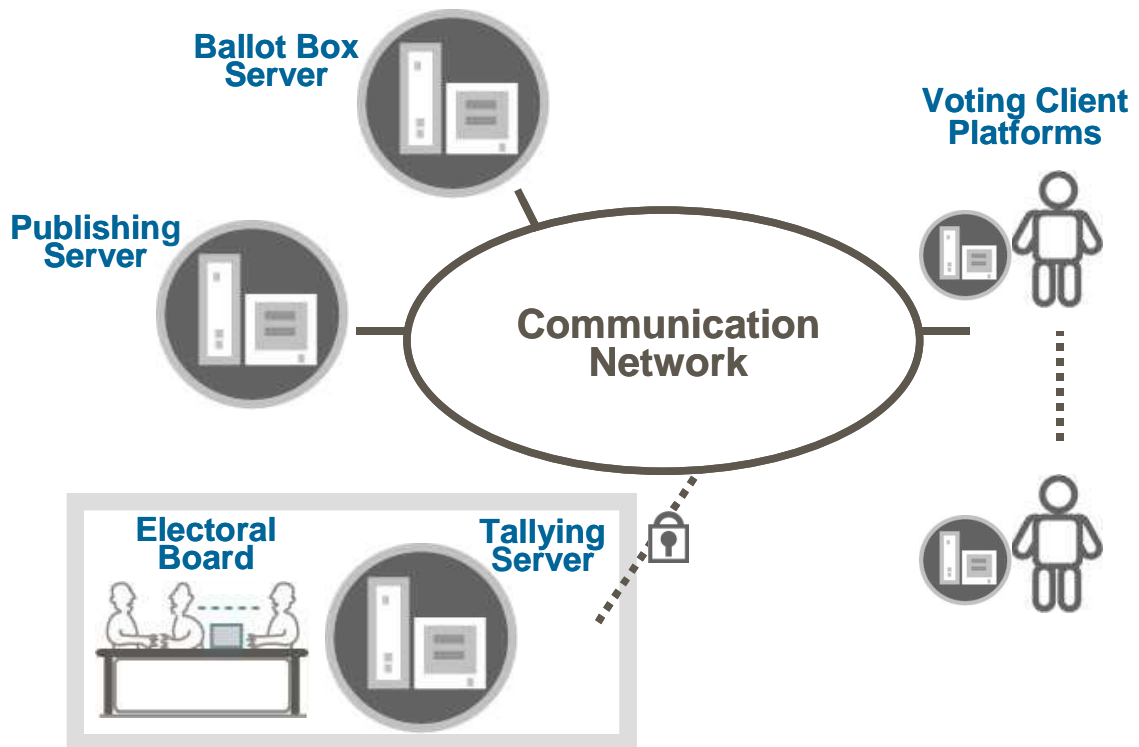 Ballot Box
Server
Voting Client
Platforms
Publishing
Server
Communication
Network
Electoral
Board
Tallying
Server